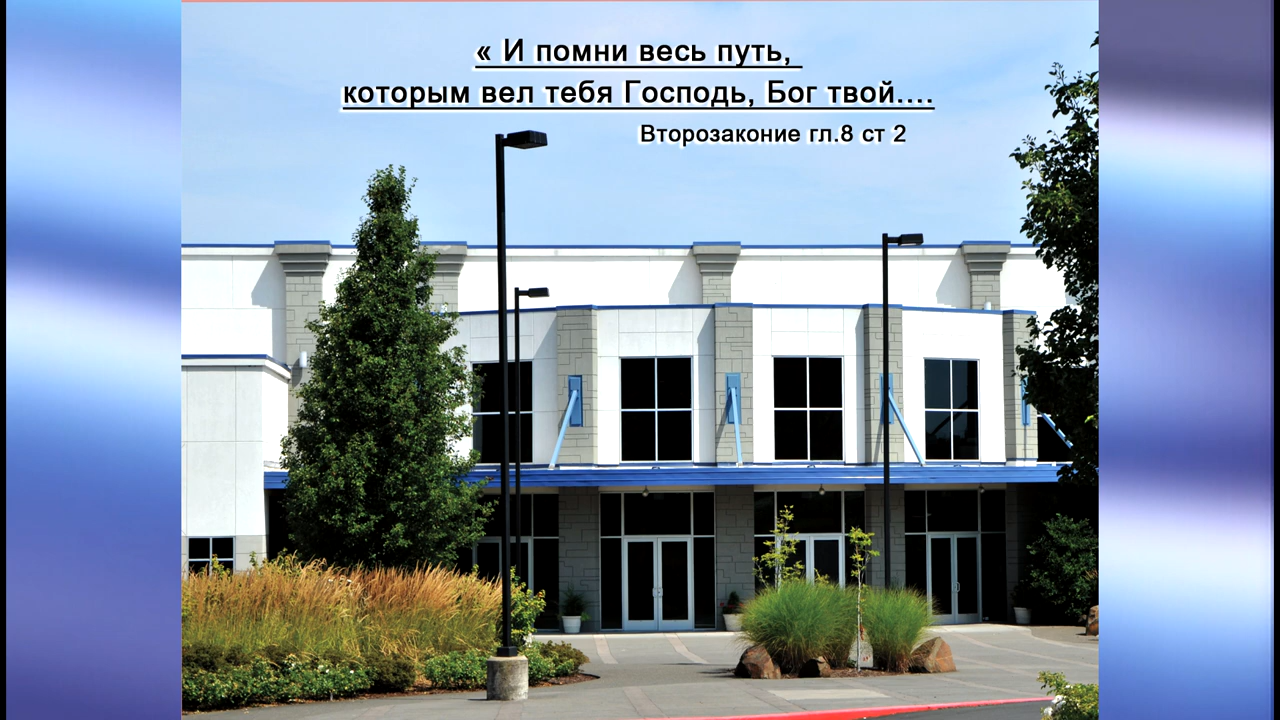 « И помни весь путь,
которым вел тебя Господь, Бог твой....
Второзаконие гл.8 ст 2